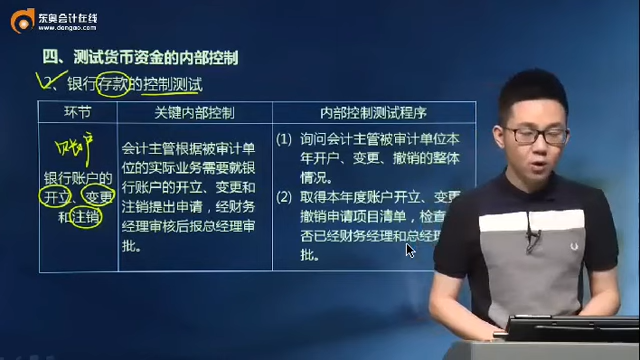 东奥会计在线
www.dongao.com
四、测试货币资金的内部控制
2、银行存款的控制测试
环节
关键内部控制
内部控制测试程序
账户
银行账户的
开立、变更
和注销
会计主管根据被审计单
位的实际业务需要就银
行账户的开立、变更和
注销提出申请，经财务
经理审核后报总经理审
批。
(1) 询问会计主管被审计单位本
年开户、变更、撤销的整体
情况。
(2) 取得本年度账户开立、变更
撤销申请项目清单，检查
否已经财务经理和总经理
批。